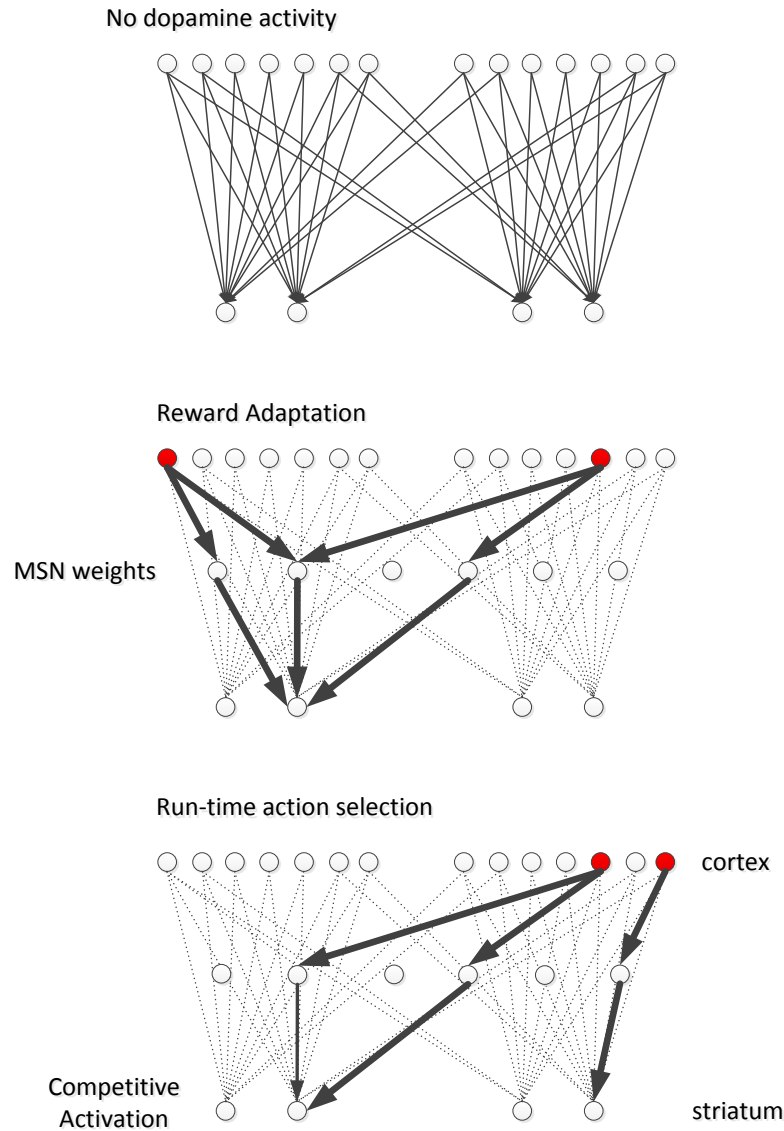 No dopamine activity
Reward Adaptation
MSN weights
Run-time action selection
cortex
Competitive
Activation
striatum